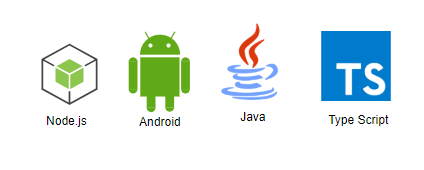 TS
Node.js
Android
Java
Type Script